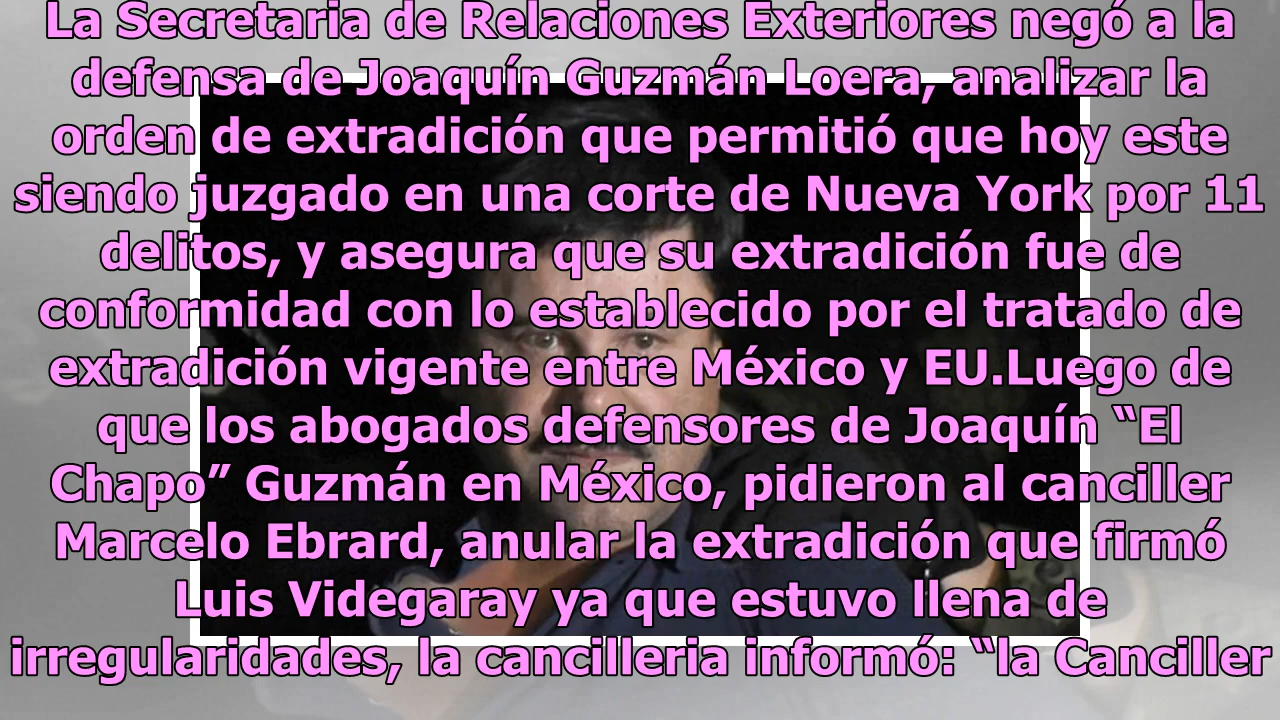 La Secretaria de Relaciones Exteriores negó a la
defensa de Joaquín Guzmán Loera, analizar la
orden de extradición que permitió que hoy este
siendo juzgado en una corte de Nueva York por 11
delitos, y asegura que su extradición fue de
conformidad con lo establecido por el tratado de
extradición vigente entre México y EU.Luego de
que los abogados defensores de Joaquín “El
Chapo” Guzmán en México, pidieron al canciller
Marcelo Ebrard, anular la extradición que firmó
Luis Videgaray ya que estuvo llena de
irregularidades, la cancilleria informó: “la Canciller